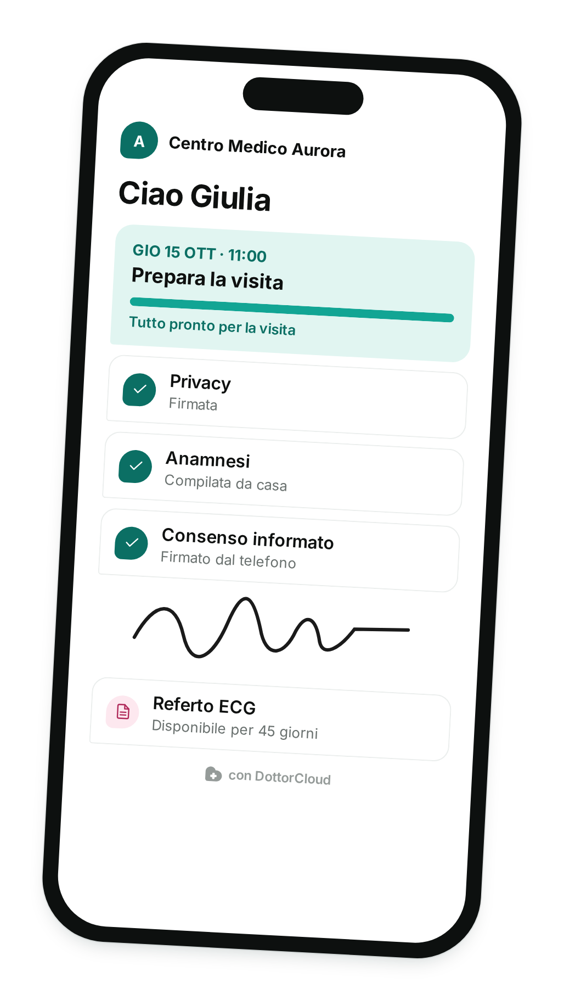 A
Centro Medico Aurora
Ciao Giulia
GIO 15 OTT · 11:00
Prepara la visita
Tutto pronto per la visita
Privacy
Firmata
Anamnesi
Compilata da casa
Consenso informato
Firmato dal telefono
Referto ECG
Disponibile per 45 giorni
con DottorCloud